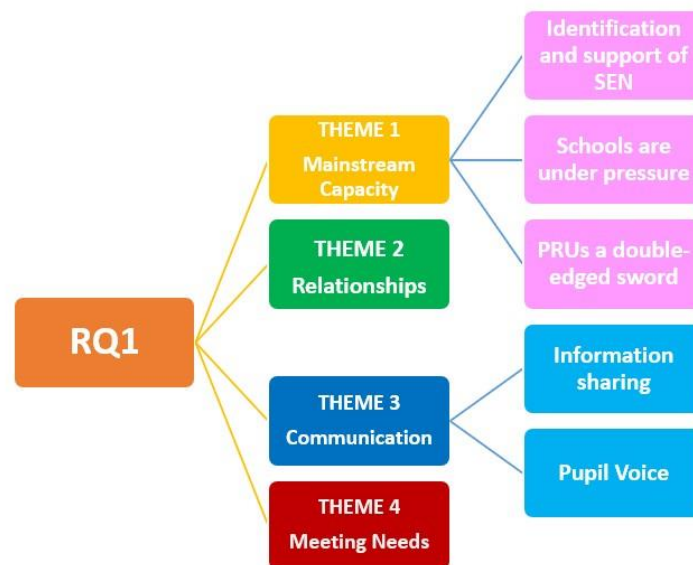 RQ1
THEME 1
Mainstream
Capacity
Identification
and support of
SEN
Schools are
under pressure
PRUs a double-
edged sword
THEME 2
Relationships
THEME 3
Communication
Information
sharing
Pupil Voice
THEME 4
Meeting Needs